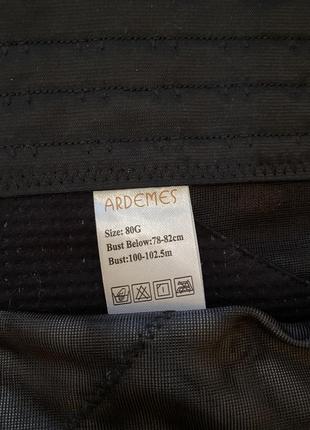 ARDEMES
Size: 80G
Bust Below:78-82cm
Bust:100-102.5m